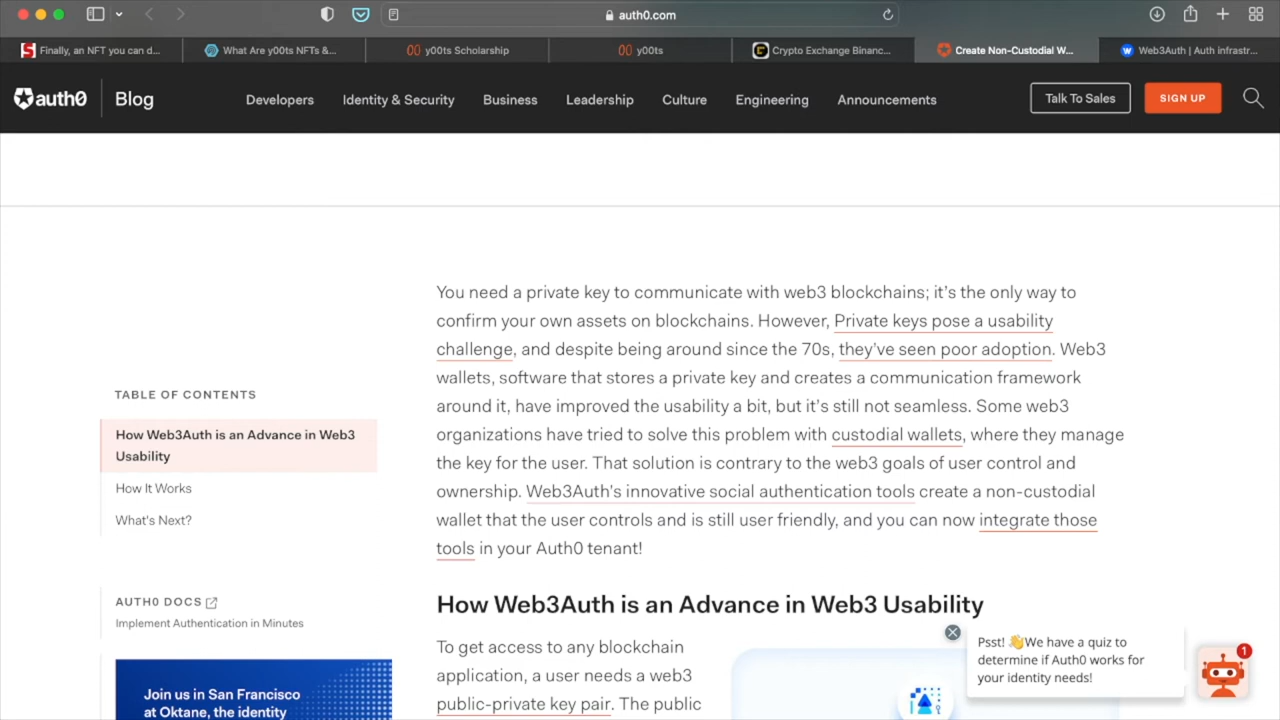 auth0.com
Finally, an NFT you can d...
What Are y00ts NFTs &...
y00ts Scholarship
y00ts
Crypto Exchange Binanc...
Create Non-Custodial W...
Web3Auth | Auth infrastr...
auth0
Blog
Developers
Identity & Security
Business
Leadership
Culture
Engineering
Announcements
Talk To Sales
SIGN UP
You need a private key to communicate with web3 blockchains; it's the only way to
confirm your own assets on blockchains. However, Private keys pose a usability
challenge, and despite being around since the 70s, they've seen poor adoption. Web3
wallets, software that stores a private key and creates a communication framework
around it, have improved the usability a bit, but it's still not seamless. Some web3
organizations have tried to solve this problem with custodial wallets, where they manage
the key for the user. That solution is contrary to the web3 goals of user control and
ownership. Web3Auth's innovative social authentication tools create a non-custodial
wallet that the user controls and is still user friendly, and you can now integrate those
tools in your Auth0 tenant!
TABLE OF CONTENTS
How Web3Auth is an Advance in Web3
Usability
How It Works
What's Next?
AUTH0 DOCS
Implement Authentication in Minutes
Join us in San Francisco
at Oktane, the identity
How Web3Auth is an Advance in Web3 Usability
To get access to any blockchain
application, a user needs a web3
public-private key pair. The public
Psst! 👋We have a quiz to
determine if Auth0 works for
your identity needs!
1